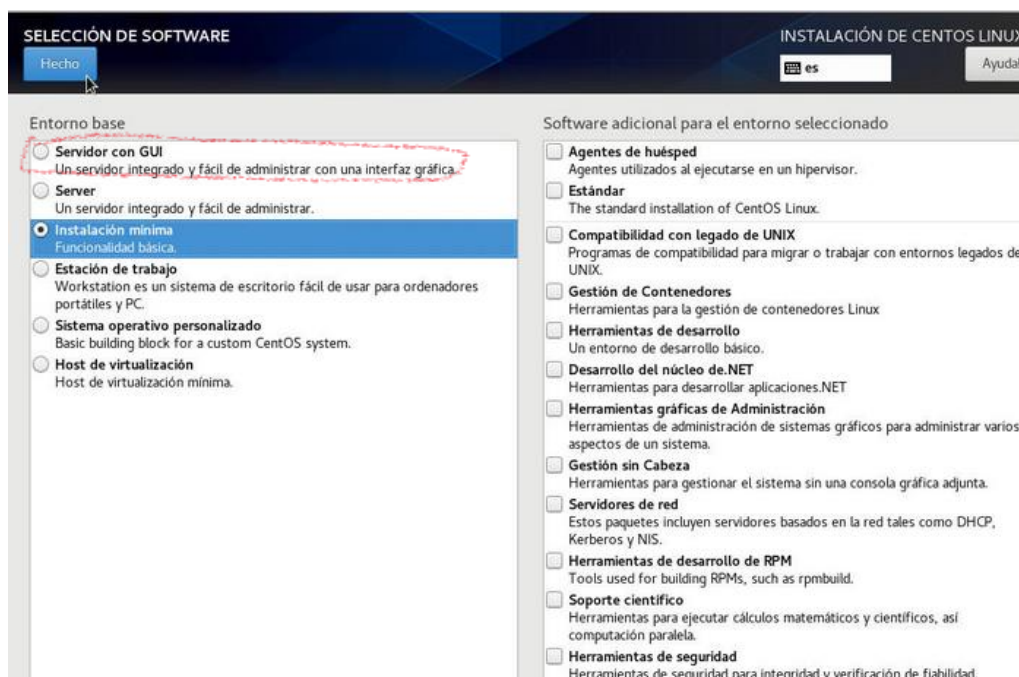 SELECCIÓN DE SOFTWARE
INSTALACIÓN DE CENTOS LINUX
Hecho
es
Ayuda
Entorno base
Servidor con GUI
Un servidor integrado y fácil de administrar con una interfaz gráfica.
Server
Un servidor integrado y fácil de administrar.
Instalación mínima
Funcionalidad básica.
Estación de trabajo
Workstation es un sistema de escritorio fácil de usar para ordenadores
portátiles y PC.
Sistema operativo personalizado
Basic building block for a custom CentOS system.
Host de virtualización
Host de virtualización mínima.
Software adicional para el entorno seleccionado
Agentes de huésped
Agentes utilizados al ejecutarse en un hipervisor.
Estándar
The standard installation of CentOS Linux.
Compatibilidad con legado de UNIX
Programas de compatibilidad para migrar o trabajar con entornos legados de
UNIX.
Gestión de Contenedores
Herramientas para la gestión de contenedores Linux
Herramientas de desarrollo
Un entorno de desarrollo básico.
Desarrollo del núcleo de.NET
Herramientas para desarrollar aplicaciones.NET
Herramientas gráficas de Administración
Herramientas de administración de sistemas gráficos para administrar varios
aspectos de un sistema.
Gestión sin Cabeza
Herramientas para gestionar el sistema sin una consola gráfica adjunta.
Servidores de red
Estos paquetes incluyen servidores basados en la red tales como DHCP,
Kerberos y NIS.
Herramientas de desarrollo de RPM
Tools used for building RPMs, such as rpmbuild.
Soporte científico
Herramientas para ejecutar cálculos matemáticos y científicos, así
computación paralela.
Herramientas de seguridad
Herramientas de seguridad para integridad y verificación de fiabilidad.